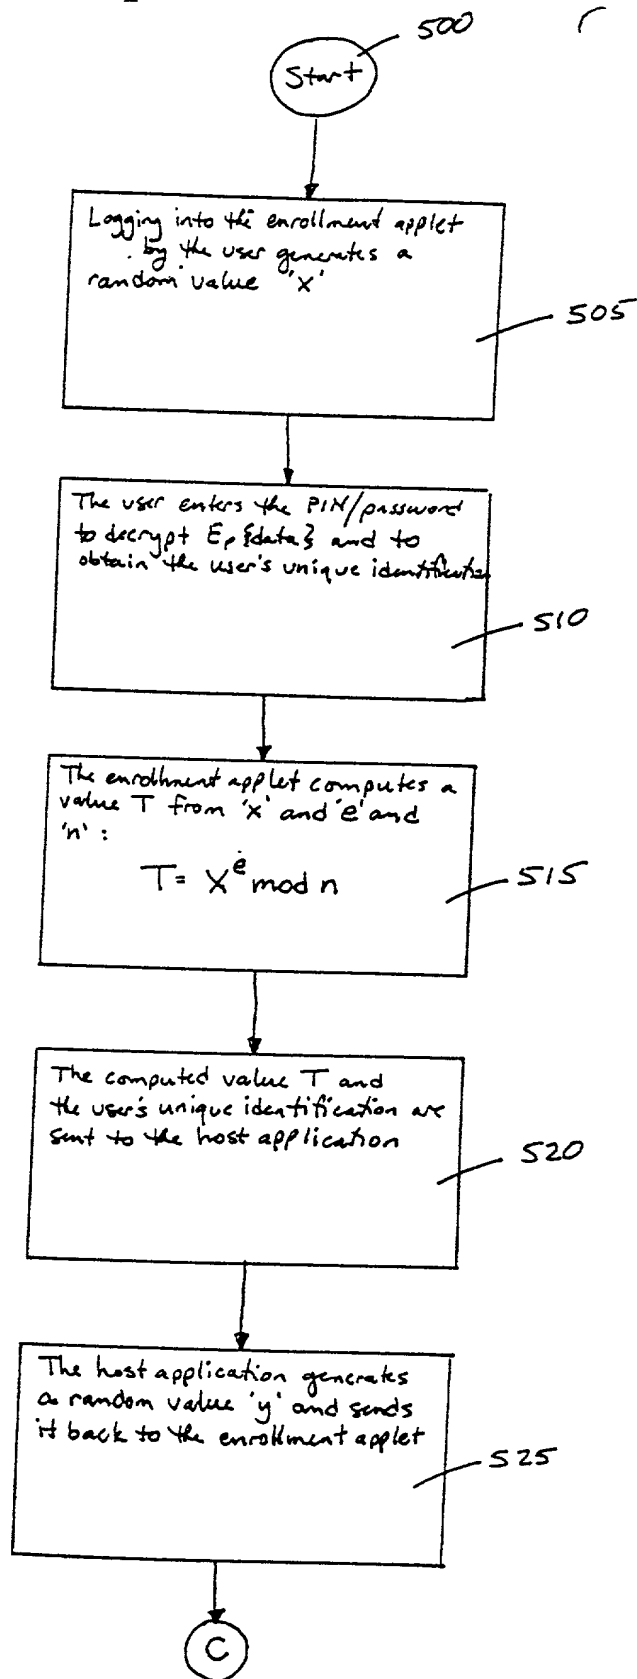 500
Start
Logging into the enrollment applet
by the user generates a
random value 'x'
505
The user enters the PIN/password
to decrypt Ep {data} and to
obtain the user's unique identification
510
The enrollment applet computes a
value T from 'x' and 'e' and
'n' :
T = X^e mod n
515
The computed value T and
the user's unique identification are
sent to the host application
520
The host application generates
a random value 'y' and sends
it back to the enrollment applet
525
C